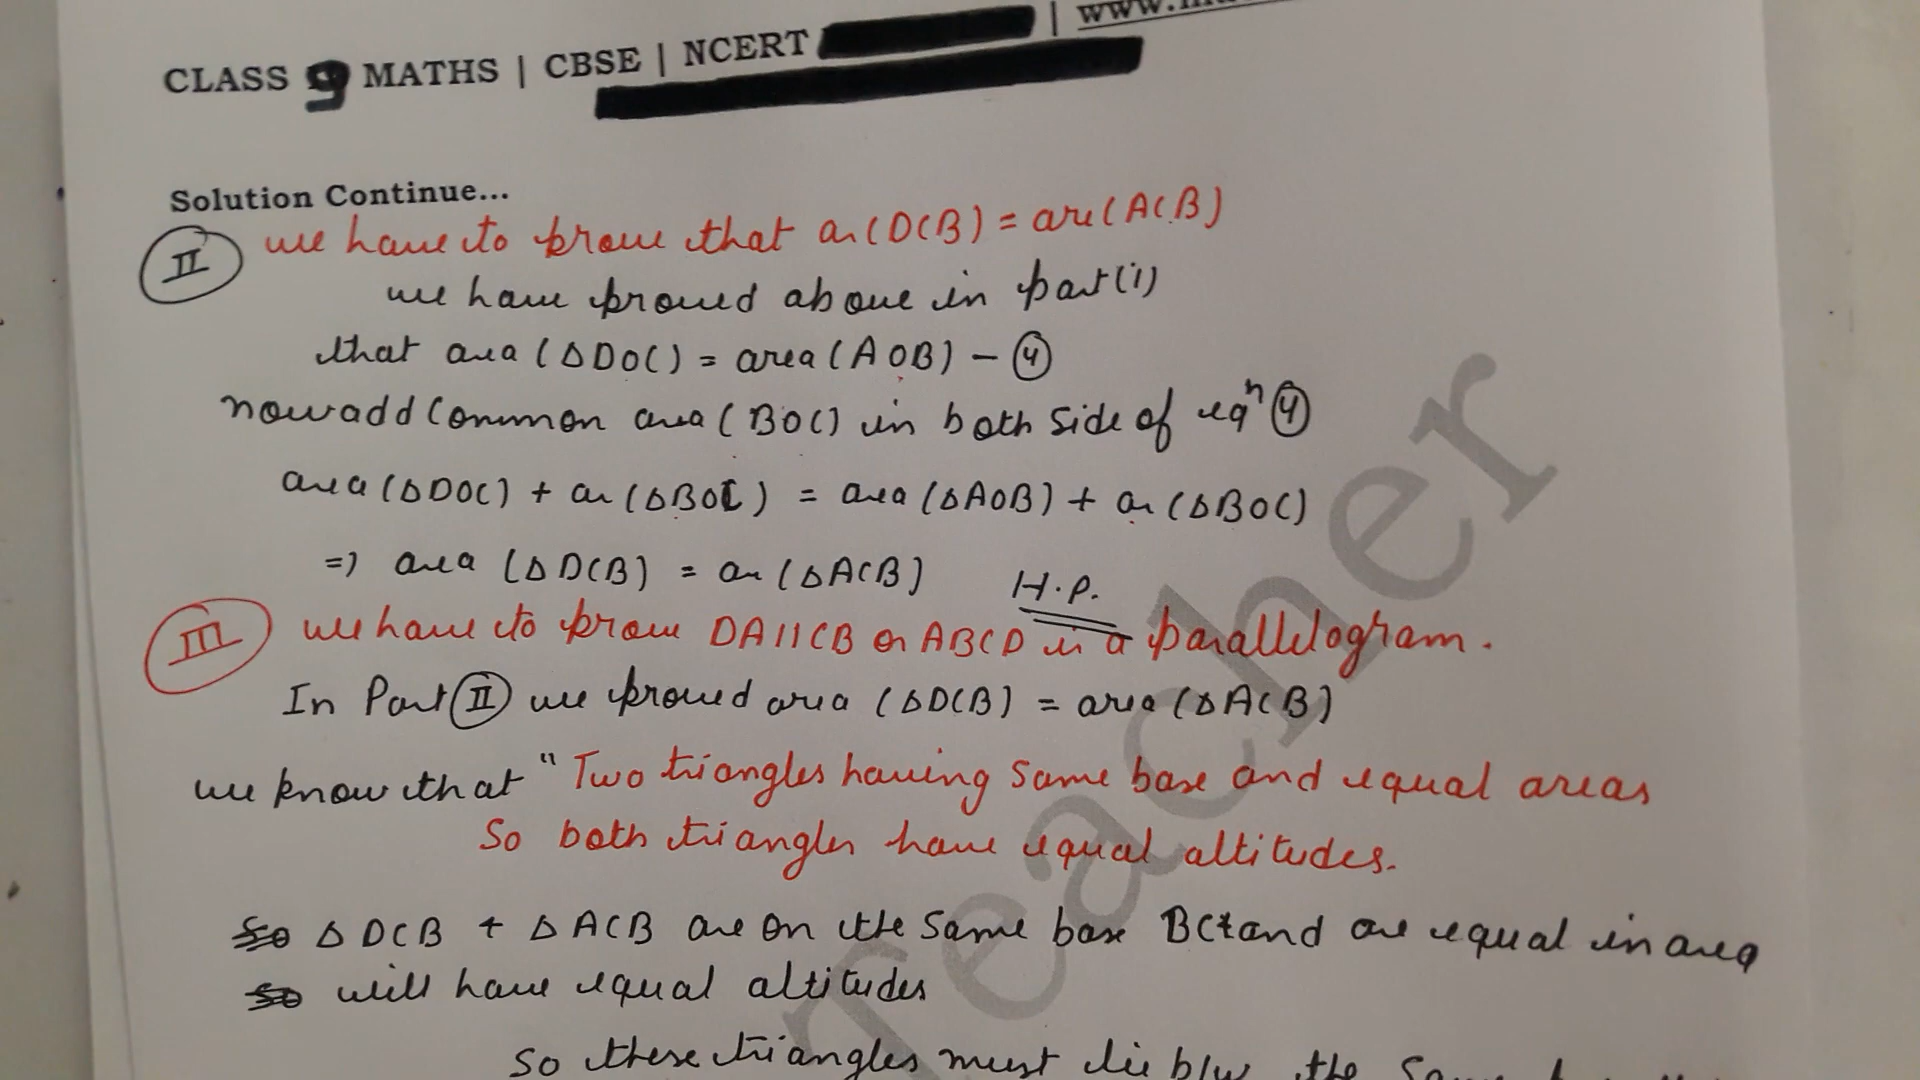 CLASS 9 MATHS | CBSE | NCERT | www.
Solution Continue...
II we have to prove that ar(DCB) = are(ACB)
we have proved above in part(i)
that area (ΔDOC) = area (AOB) - 4
now add Common area (BOC) in both side of eqⁿ 4
area (ΔDOC) + ar (ΔBOC) = area (ΔAOB) + ar (ΔBOC)
=) area (ΔDCB) = ar (ΔACB) H.P.
III we have to prove DA||CB or ABCD is a parallelogram.
In Part II we proved area (ΔDCB) = area (ΔACB)
we know that "Two triangles having same base and equal areas
So both triangles have equal altitudes.
So Δ DCB + Δ ACB are on the same base BC and are equal in area
So will have equal altitudes
So these triangles must lie b/w the
Teacher